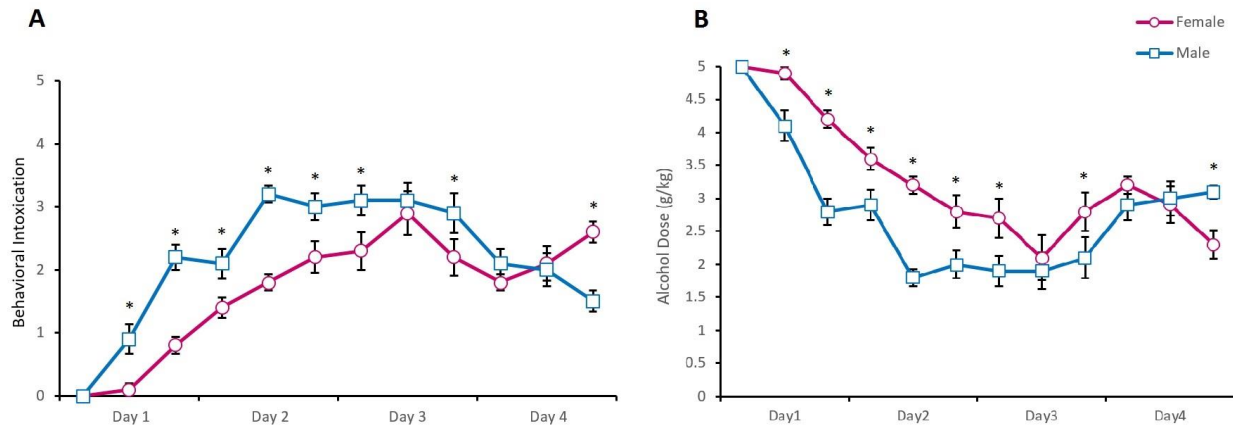 A
5
4
3
2
1
0
Behavioral Intoxication
*
*
*
*
*
*
*
*
Day 1
Day 2
Day 3
Day 4
B
Female
Male
5
4.5
4
3.5
3
2.5
2
1.5
1
0.5
0
Alcohol Dose (g/kg)
*
*
*
*
*
*
*
*
Day1
Day2
Day3
Day4